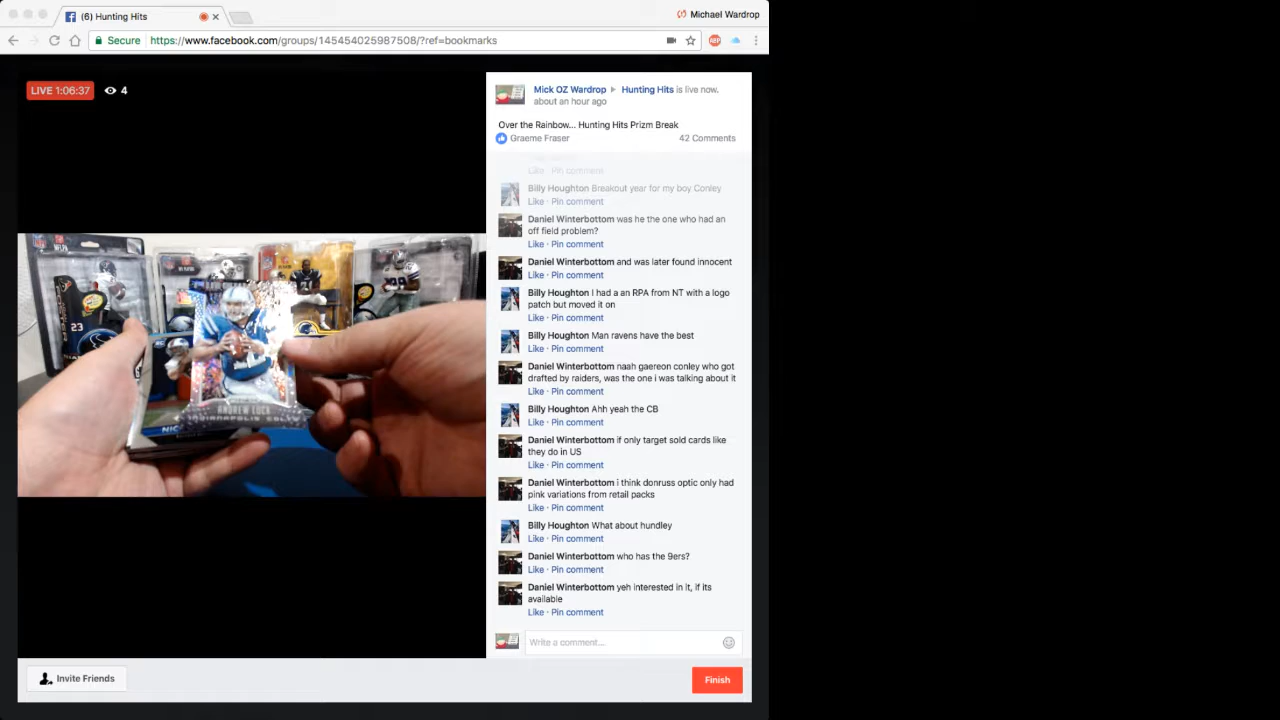 (6) Hunting Hits
Michael Wardrop
Secure https://www.facebook.com/groups/145454025987508/?ref=bookmarks
ABP
LIVE 1:06:37
4
Mick OZ Wardrop ▸ Hunting Hits is live now.
about an hour ago
Over the Rainbow... Hunting Hits Prizm Break
Graeme Fraser
42 Comments
Like · Pin comment
Billy Houghton Breakout year for my boy Conley
Like · Pin comment
Daniel Winterbottom was he the one who had an
off field problem?
Like · Pin comment
Daniel Winterbottom and was later found innocent
Like · Pin comment
Billy Houghton I had a an RPA from NT with a logo
patch but moved it on
Like · Pin comment
Billy Houghton Man ravens have the best
Like · Pin comment
Daniel Winterbottom naah gaereon conley who got
drafted by raiders, was the one i was talking about it
Like · Pin comment
Billy Houghton Ahh yeah the CB
Like · Pin comment
Daniel Winterbottom if only target sold cards like
they do in US
Like · Pin comment
Daniel Winterbottom i think donruss optic only had
pink variations from retail packs
Like · Pin comment
Billy Houghton What about hundley
Like · Pin comment
Daniel Winterbottom who has the 9ers?
Like · Pin comment
Daniel Winterbottom yeh interested in it, if its
available
Like · Pin comment
Write a comment...
23
ANDREW LUCK
INDIANAPOLIS COLTS
NIC
Invite Friends
Finish